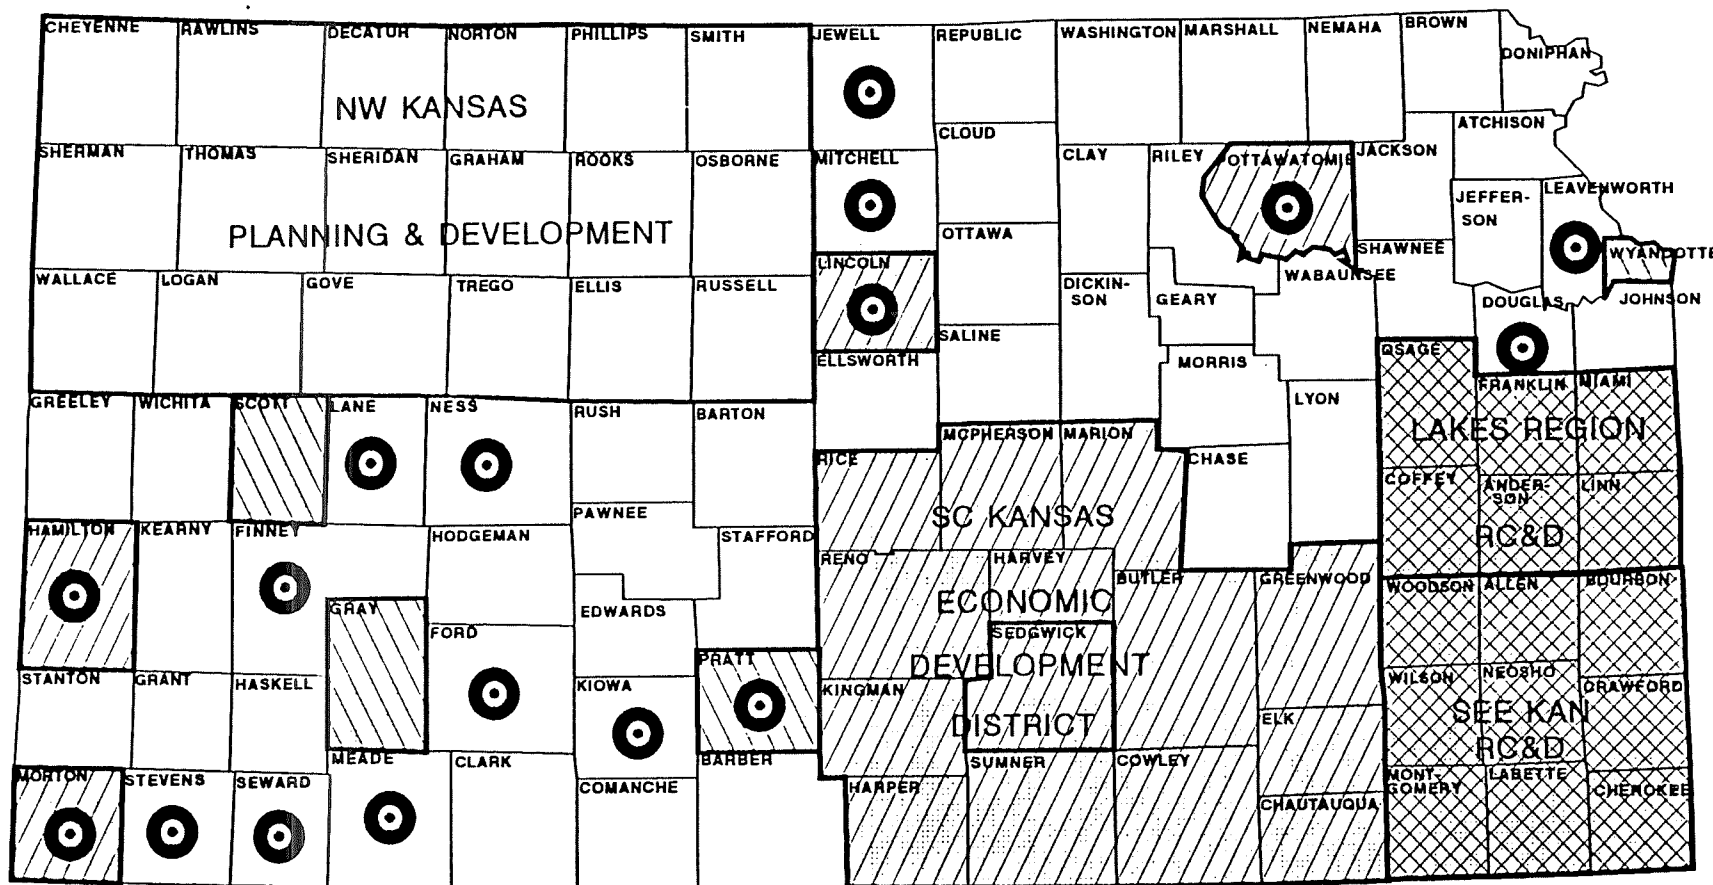 CHEYENNE RAWLINS DECATUR NORTON PHILLIPS SMITH JEWELL REPUBLIC WASHINGTON MARSHALL NEMAHA BROWN
DONIPHAN
NW KANSAS
ATCHISON
CLOUD
SHERMAN THOMAS SHERIDAN GRAHAM ROOKS OSBORNE MITCHELL CLAY RILEY POTTAWATOMIE JACKSON
LEAVENWORTH
JEFFER-
SON
PLANNING & DEVELOPMENT
OTTAWA
SHAWNEE
WYANDOTTE
LINCOLN
WABAUNSEE
WALLACE LOGAN GOVE TREGO ELLIS RUSSELL
DICKIN-
SON
GEARY
DOUGLAS JOHNSON
SALINE
ELLSWORTH
MORRIS
OSAGE
FRANKLIN MIAMI
GREELEY WICHITA SCOTT LANE NESS RUSH BARTON
LYON
LAKES REGION
MCPHERSON MARION
RICE
CHASE
COFFEY ANDER-
SON
LINN
PAWNEE
SC KANSAS
HAMILTON KEARNY FINNEY HODGEMAN STAFFORD
RC&D
RENO HARVEY
BUTLER GREENWOOD
WOODSON ALLEN BOURBON
GRAY
EDWARDS
ECONOMIC
FORD
SEDGWICK
PRATT
DEVELOPMENT
STANTON GRANT HASKELL KIOWA KINGMAN
WILSON NEOSHO CRAWFORD
DISTRICT
ELK
SEE KAN
RC&D
MEADE CLARK BARBER SUMNER COWLEY
MORTON STEVENS SEWARD COMANCHE HARPER
CHAUTAUQUA
MONT-
GOMERY
LABETTE
CHEROKEE